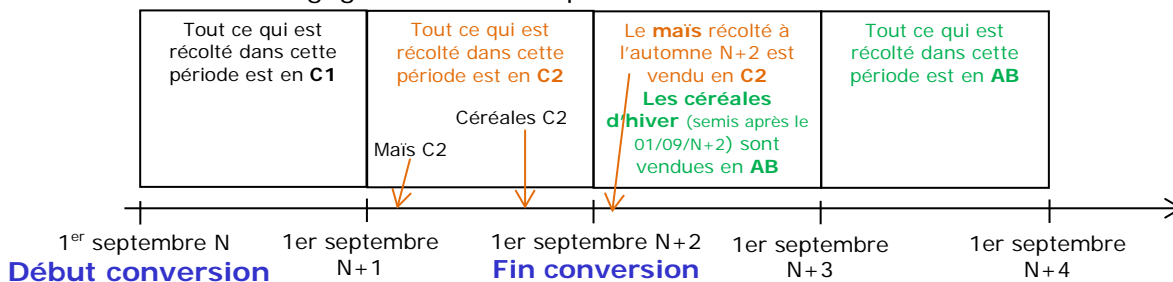 Tout ce qui est
récolté dans cette
période est en C1
Tout ce qui est
récolté dans cette
période est en C2
Céréales C2
Maïs C2
Le maïs récolté à
l'automne N+2 est
vendu en C2
Les céréales
d'hiver (semis après le
01/09/N+2) sont
vendues en AB
Tout ce qui est
récolté dans cette
période est en AB
1er septembre N
Début conversion
1er septembre
N+1
1er septembre N+2
Fin conversion
1er septembre
N+3
1er septembre
N+4